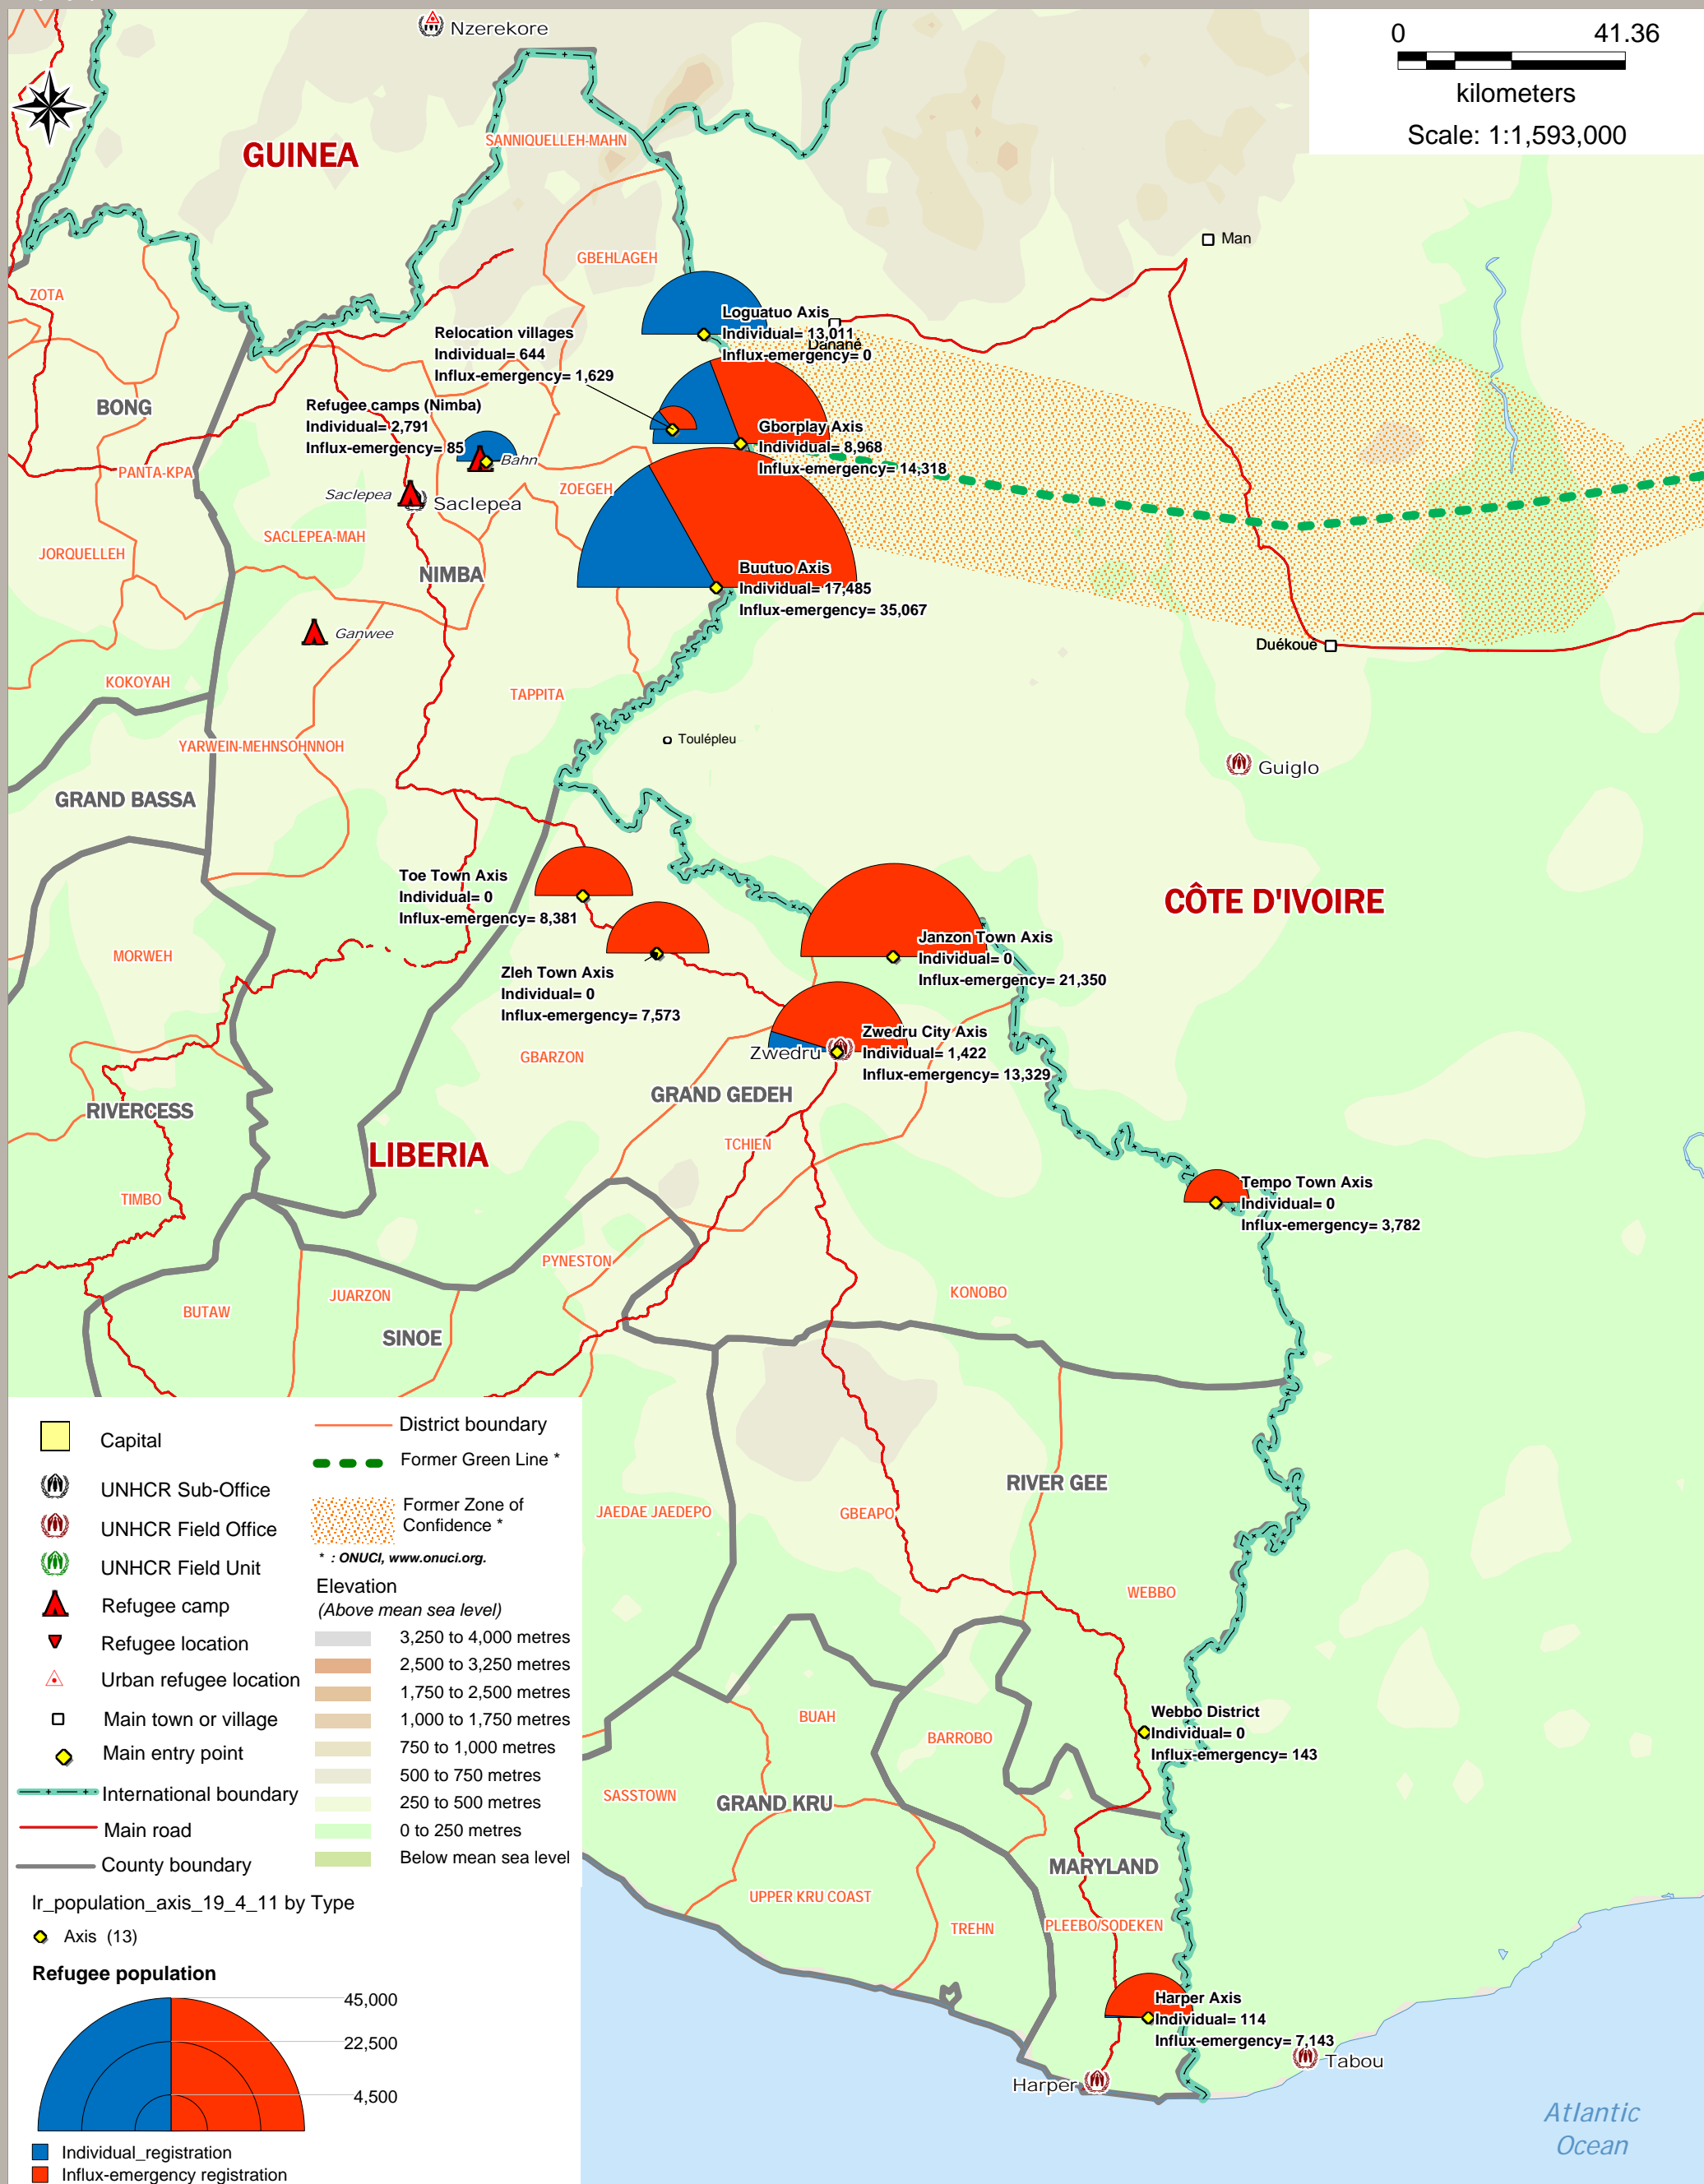 Nzerekore
0 41.36
kilometers
Scale: 1:1,593,000
GUINEA
SANNIQUELLEH-MAHN
Man
GBEHLAGEH
ZOTA
Loguatuo Axis
Individual= 13,011
Danané
Influx-emergency= 0
Relocation villages
Individual= 644
Influx-emergency= 1,629
BONG
Refugee camps (Nimba)
Individual= 2,791
Influx-emergency= 85
Bahn
Gborplay Axis
Individual= 8,968
Influx-emergency= 14,318
PANTA-KPA
Saclepea
Saclepea
ZOEGEH
SACLEPEA-MAH
JORQUELLEH
NIMBA
Buutuo Axis
Individual= 17,485
Influx-emergency= 35,067
Ganwee
Duékoué
KOKOYAH
TAPPITA
YARWEIN-MEHNSOHNNOH
Toulépleu
Guiglo
GRAND BASSA
Toe Town Axis
Individual= 0
Influx-emergency= 8,381
CÔTE D'IVOIRE
Janzon Town Axis
Individual= 0
Influx-emergency= 21,350
MORWEH
Zleh Town Axis
Individual= 0
Influx-emergency= 7,573
Zwedru City Axis
Individual= 1,422
Influx-emergency= 13,329
Zwedru
GBARZON
GRAND GEDEH
RIVERCESS
TCHIEN
LIBERIA
TIMBO
Tempo Town Axis
Individual= 0
Influx-emergency= 3,782
PYNESTON
KONOBO
JUARZON
BUTAW
SINOE
RIVER GEE
JAEDAE JAEDEPO
GBEAPO
WEBBO
Webbo District
Individual= 0
Influx-emergency= 143
BUAH
BARROBO
SASSTOWN
GRAND KRU
MARYLAND
UPPER KRU COAST
TREHN
PLEEBO/SODEKEN
Harper Axis
Individual= 114
Influx-emergency= 7,143
Tabou
Harper
Atlantic
Ocean
Capital
UNHCR Sub-Office
UNHCR Field Office
UNHCR Field Unit
Refugee camp
Refugee location
Urban refugee location
Main town or village
Main entry point
International boundary
Main road
County boundary
District boundary
Former Green Line *
Former Zone of
Confidence *
* : ONUCI, www.onuci.org.
Elevation
(Above mean sea level)
3,250 to 4,000 metres
2,500 to 3,250 metres
1,750 to 2,500 metres
1,000 to 1,750 metres
750 to 1,000 metres
500 to 750 metres
250 to 500 metres
0 to 250 metres
Below mean sea level
lr_population_axis_19_4_11 by Type
Axis (13)
Refugee population
45,000
22,500
4,500
Individual_registration
Influx-emergency registration